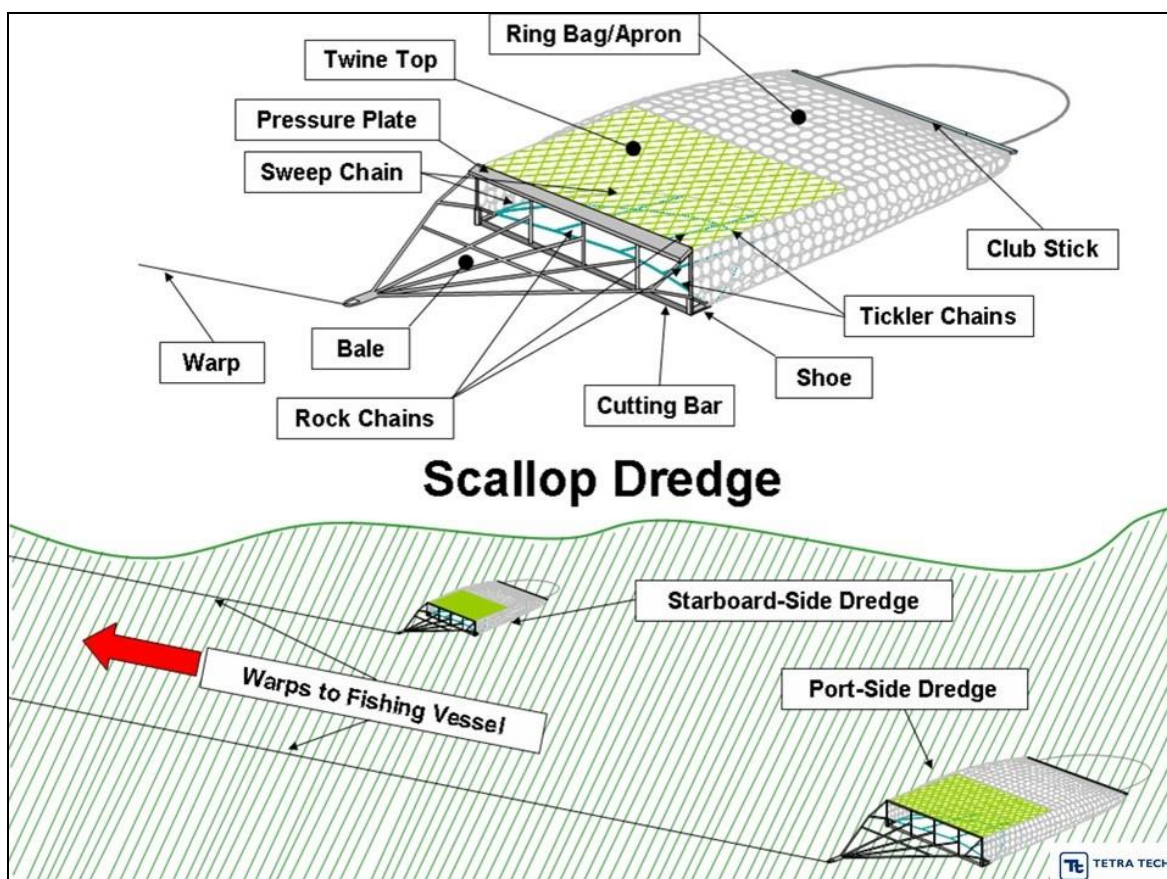 Ring Bag/Apron
Twine Top
Pressure Plate
Sweep Chain
Club Stick
Tickler Chains
Bale
Shoe
Warp
Cutting Bar
Rock Chains
Scallop Dredge
Starboard-Side Dredge
Warps to Fishing Vessel
Port-Side Dredge
Tt TETRA TECH